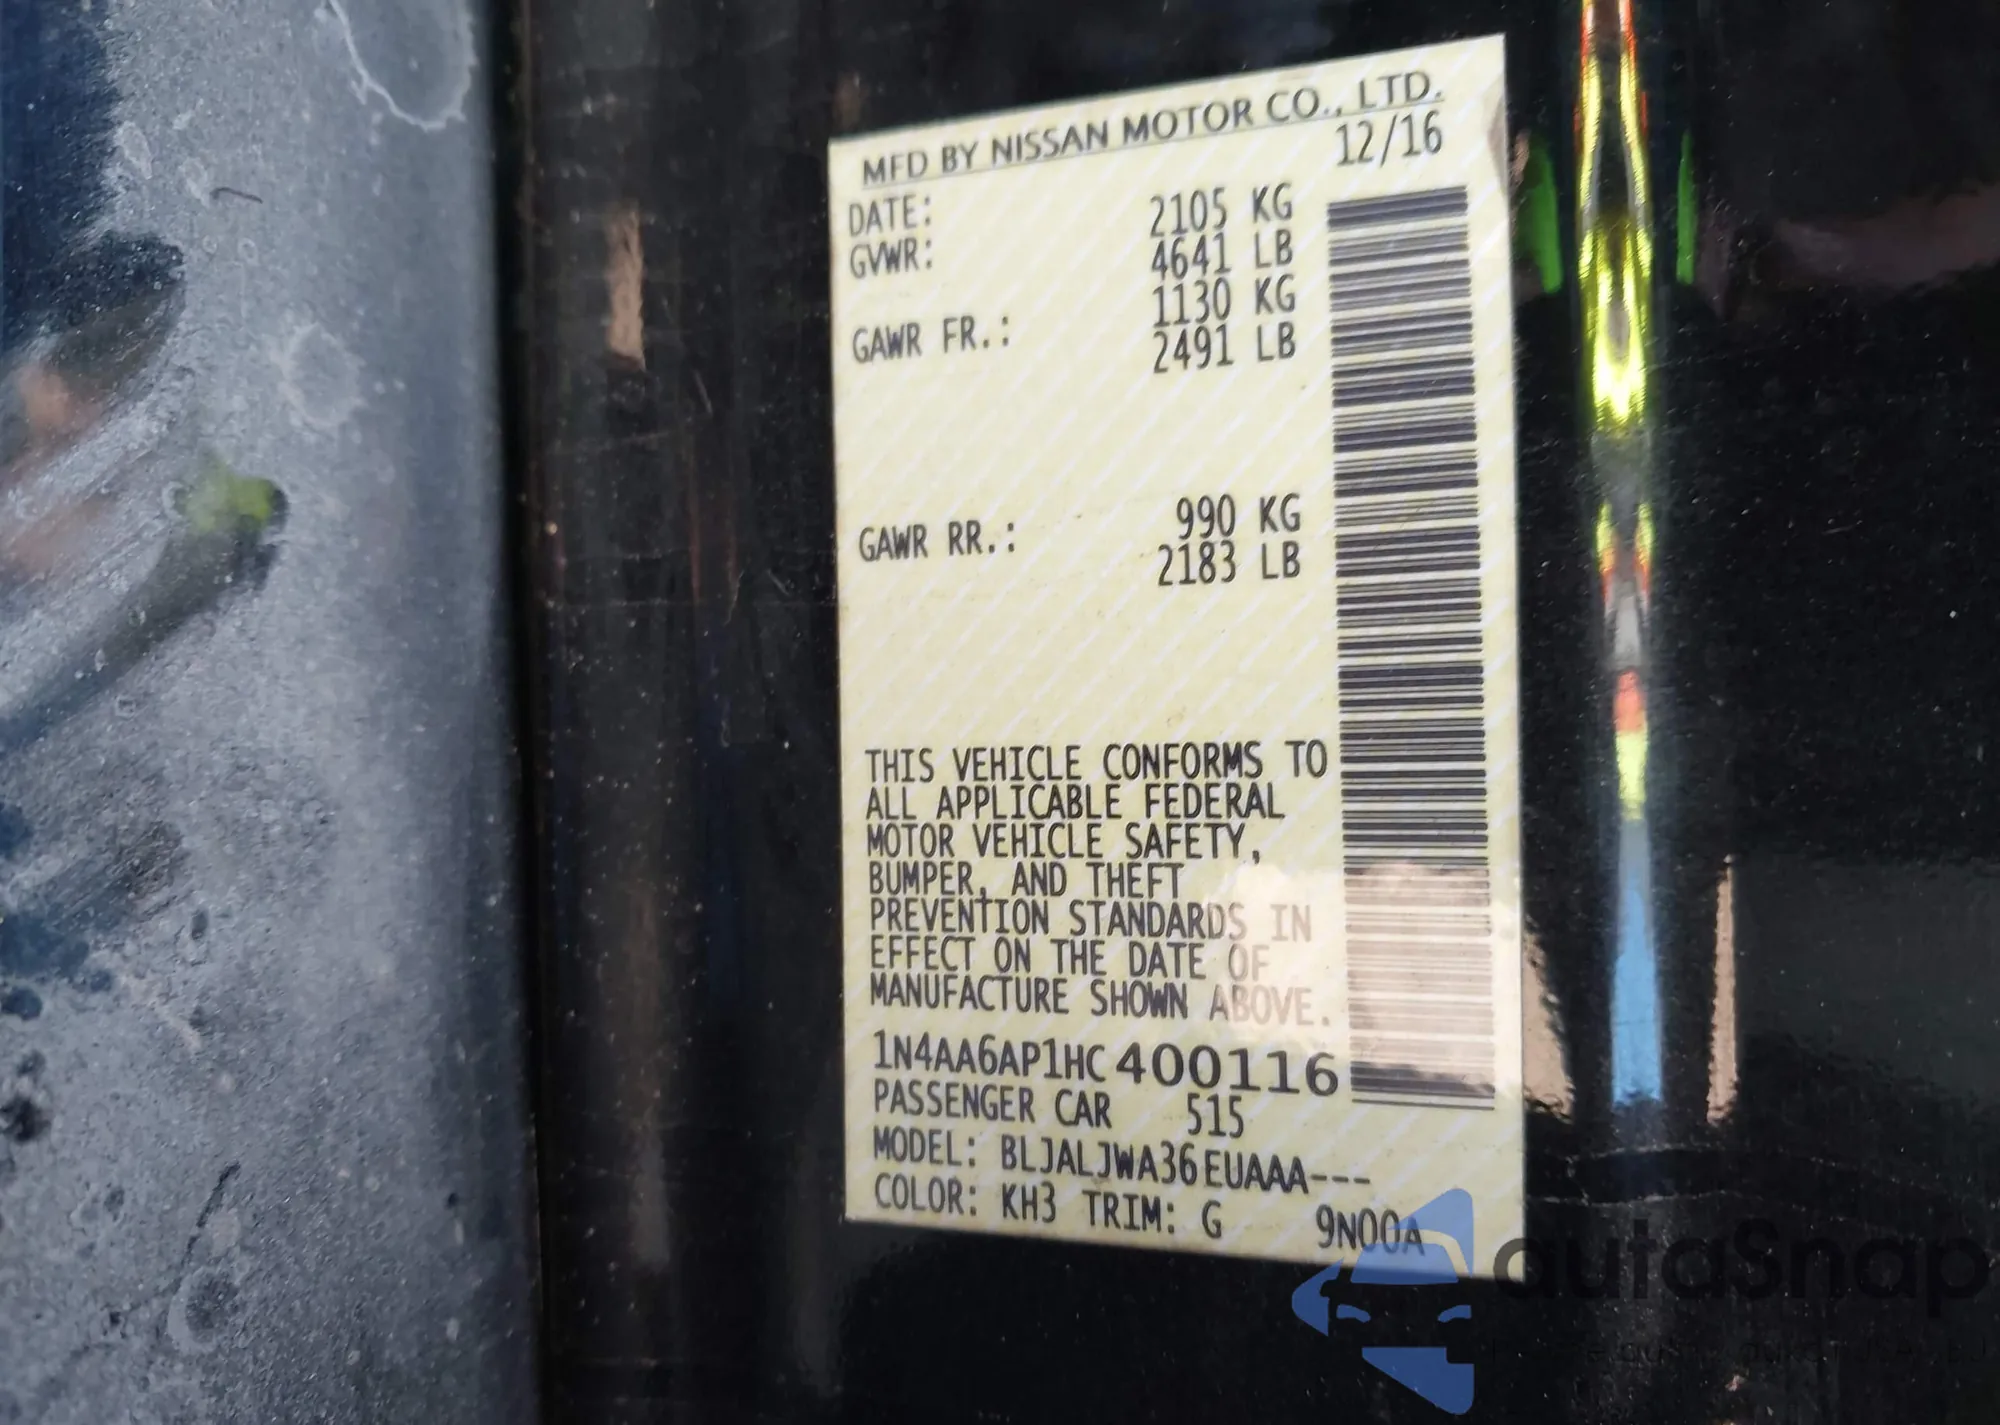 MFD BY NISSAN MOTOR CO., LTD.
DATE: 12/16
GVWR: 2105 KG
4641 LB
GAWR FR.: 1130 KG
2491 LB
GAWR RR.: 990 KG
2183 LB
THIS VEHICLE CONFORMS TO
ALL APPLICABLE FEDERAL
MOTOR VEHICLE SAFETY,
BUMPER, AND THEFT
PREVENTION STANDARDS IN
EFFECT ON THE DATE OF
MANUFACTURE SHOWN ABOVE.
1N4AA6AP1HC400116
PASSENGER CAR 515
MODEL: BLJALJWA36EUAAA---
COLOR: KH3 TRIM: G 9N00A
autaSnap